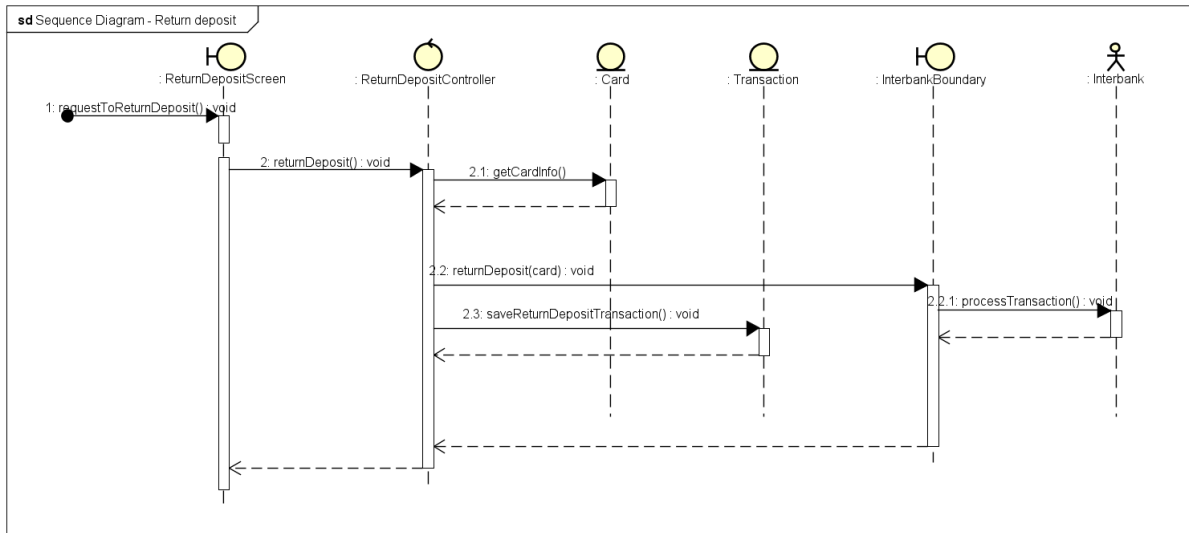 sd Sequence Diagram - Return deposit
: ReturnDepositScreen
: ReturnDepositController
: Card
: Transaction
: InterbankBoundary
: Interbank
1: requestToReturnDeposit() : void
2: returnDeposit() : void
2.1: getCardInfo()
2.2: returnDeposit(card) : void
2.2.1: processTransaction() : void
2.3: saveReturnDepositTransaction() : void